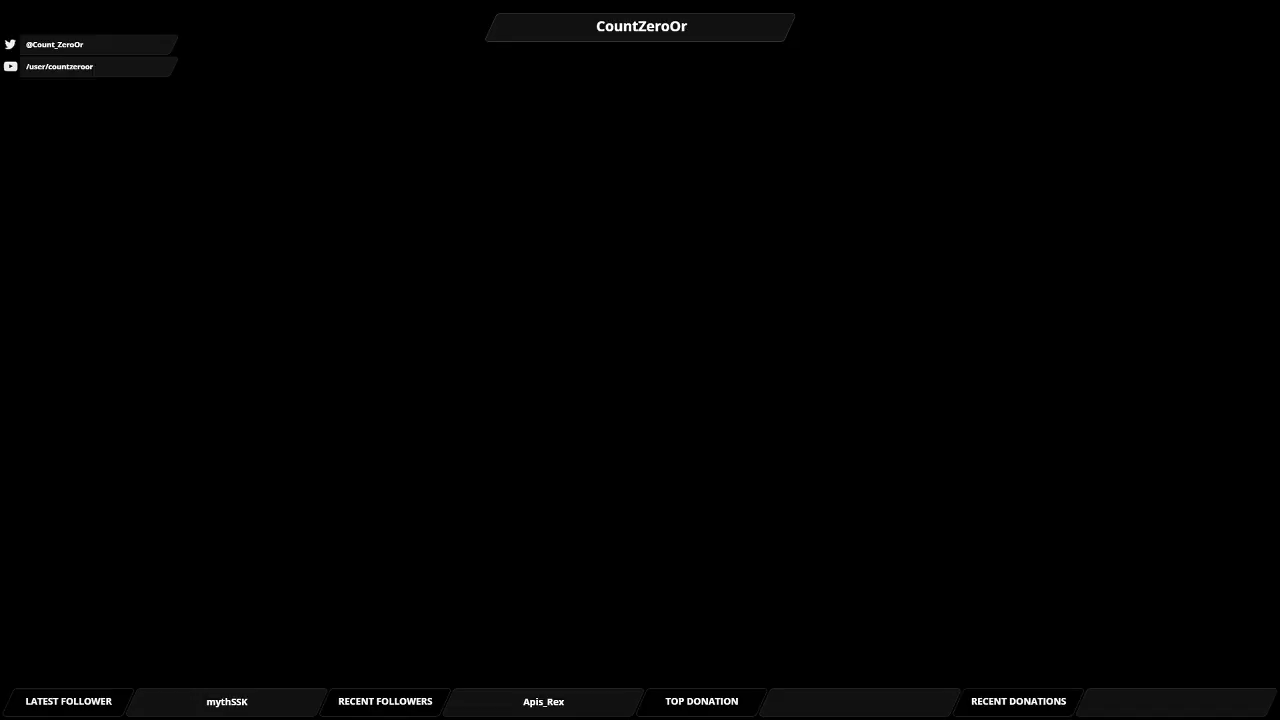 CountZeroOr
@Count_ZeroOr
/user/countzeroor
LATEST FOLLOWER mythSSK RECENT FOLLOWERS Apis_Rex TOP DONATION RECENT DONATIONS